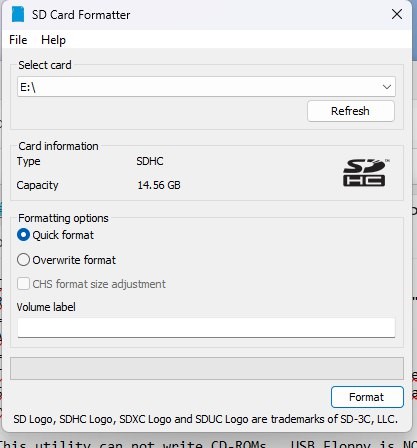 SD Card Formatter
File Help
Select card
E:\
Refresh
Card information
Type SDHC
Capacity 14.56 GB
SD
HC
Formatting options
Quick format
Overwrite format
CHS format size adjustment
Volume label
Format
SD Logo, SDHC Logo, SDXC Logo and SDUC Logo are trademarks of SD-3C, LLC.
This utility can not write CD-ROMs. USB Floppy is